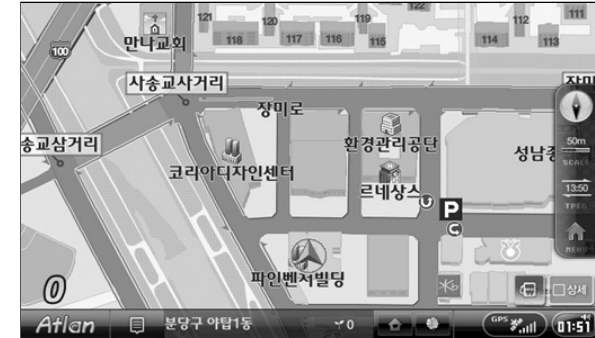 121
120
119
122
112
111
만나교회
118
117
116
115
114
113
100
사송교사거리
장미
장미로
송교삼거리
환경관리공단
50m
SCALE
성남종
코리아디자인센터
르네상스
13:50
TPEG
P
MENU
파인벤처빌딩
0
상세
Atlan
분당구 야탑1동
0
GPS
01:51